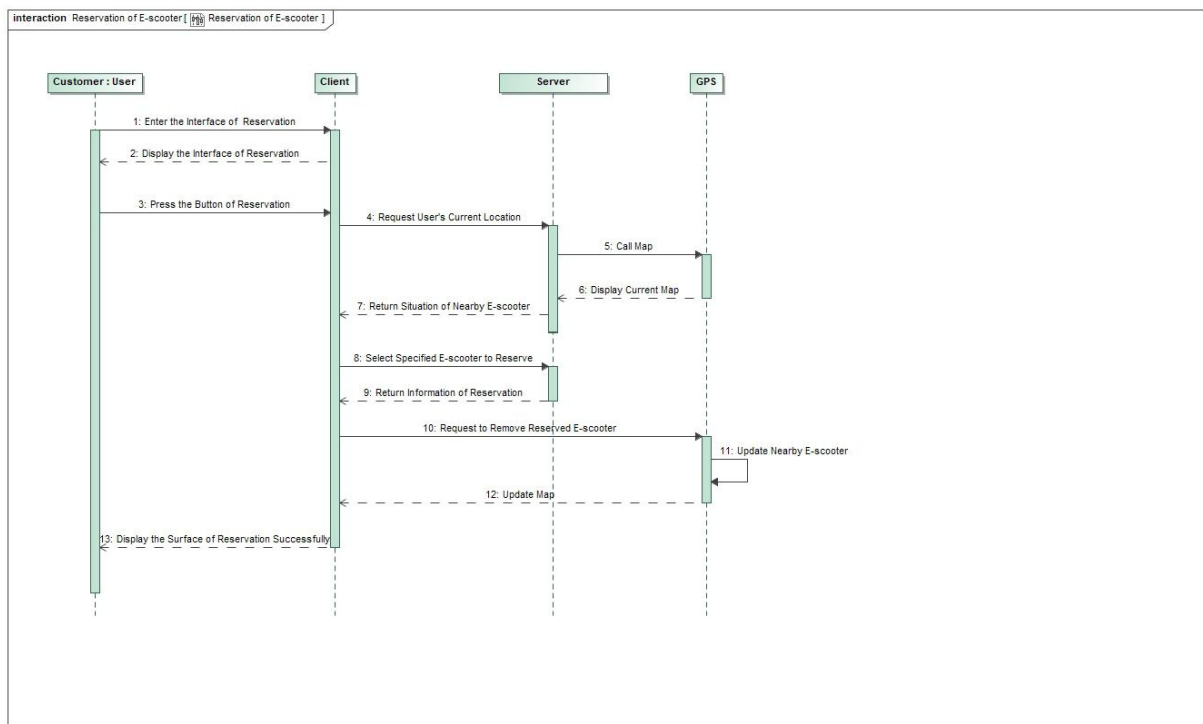 interaction Reservation of E-scooter [ Reservation of E-scooter ]
Customer : User
Client
Server
GPS
1: Enter the Interface of Reservation
2: Display the Interface of Reservation
3: Press the Button of Reservation
4: Request User's Current Location
5: Call Map
6: Display Current Map
7: Return Situation of Nearby E-scooter
8: Select Specified E-scooter to Reserve
9: Return Information of Reservation
10: Request to Remove Reserved E-scooter
11: Update Nearby E-scooter
12: Update Map
13: Display the Surface of Reservation Successfully